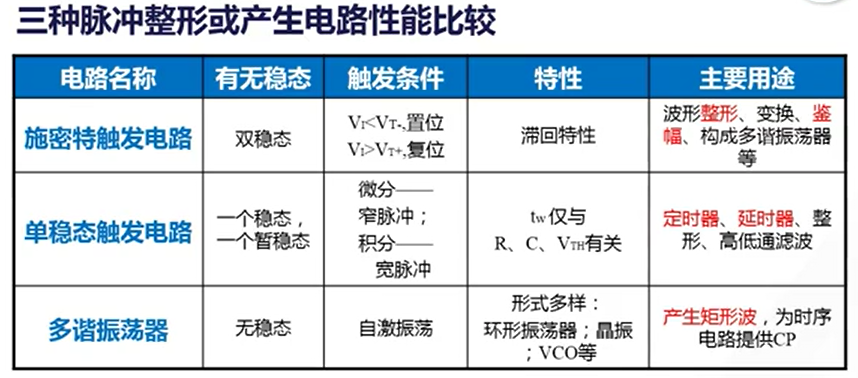 三种脉冲整形或产生电路性能比较
电路名称 有无稳态 触发条件 特性 主要用途
施密特触发电路
双稳态
VI<VT-,置位
VI>VT+,复位
滞回特性
波形整形、变换、鉴
幅、构成多谐振荡器
等
单稳态触发电路
一个稳态，
一个暂稳态
微分——
窄脉冲；
积分——
宽脉冲
tw仅与
R、C、VTH有关
定时器、延时器、整
形、高低通滤波
多谐振荡器
无稳态
自激振荡
形式多样：
环形振荡器；晶振
；VCO等
产生矩形波，为时序
电路提供CP